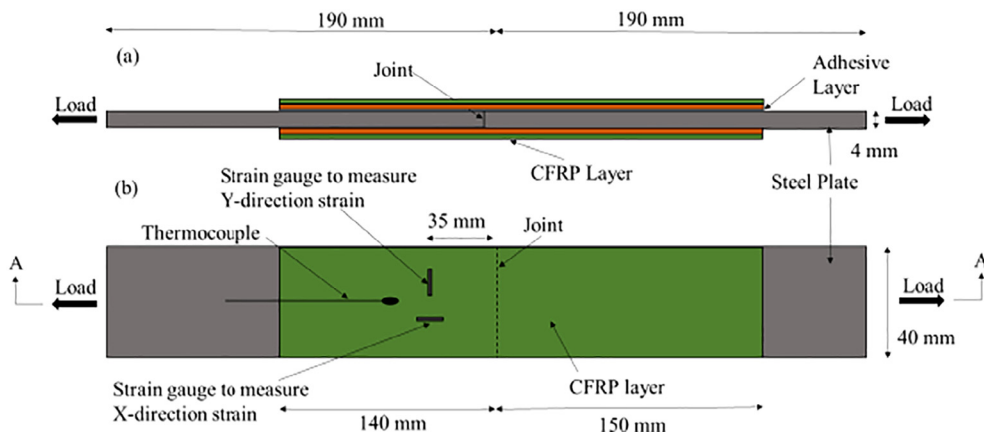 190 mm
190 mm
(a)
Joint
Adhesive
Layer
Load
Load
4 mm
CFRP Layer
Steel Plate
Strain gauge to measure
Y-direction strain
(b)
35 mm
Joint
Thermocouple
A
A
Load
Load
40 mm
Strain gauge to measure
X-direction strain
CFRP layer
140 mm
150 mm